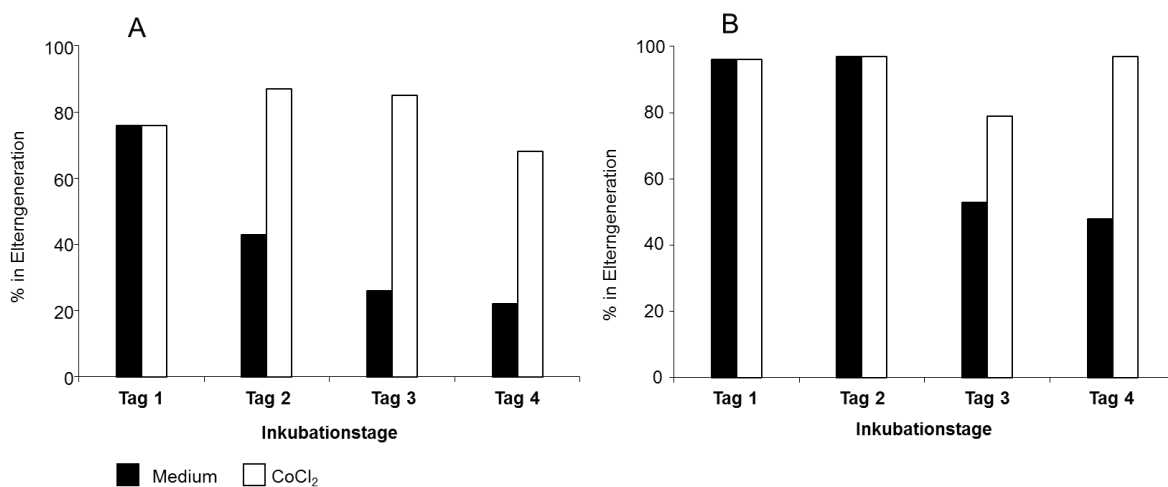 A
% in Elterngeneration
100
80
60
40
20
0
Tag 1 Tag 2 Tag 3 Tag 4
Inkubationstage
Medium CoCl₂
B
% in Elterngeneration
100
80
60
40
20
0
Tag 1 Tag 2 Tag 3 Tag 4
Inkubationstage